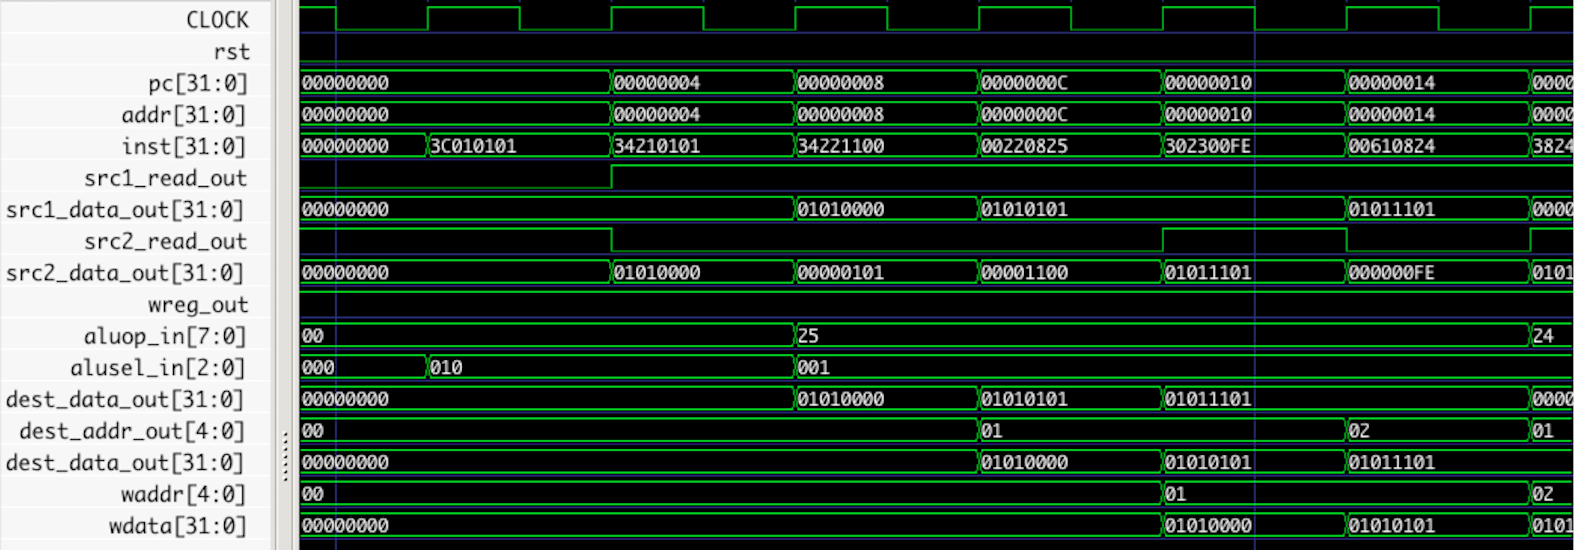 CLOCK
rst
pc[31:0] 00000000 00000004 00000008 0000000C 00000010 00000014 0000
addr[31:0] 00000000 00000004 00000008 0000000C 00000010 00000014 0000
inst[31:0] 00000000 3C010101 34210101 34221100 00220825 302300FE 00610824 3824
src1_read_out
src1_data_out[31:0] 00000000 01010000 01010101 01011101 0000
src2_read_out
src2_data_out[31:0] 00000000 01010000 00000101 00001100 01011101 000000FE 0101
wreg_out
aluop_in[7:0] 00 25 24
alusel_in[2:0] 000 010 001
dest_data_out[31:0] 00000000 01010000 01010101 01011101 0000
dest_addr_out[4:0] 00 01 02 01
dest_data_out[31:0] 00000000 01010000 01010101 01011101
waddr[4:0] 00 01 02
wdata[31:0] 00000000 01010000 01010101 0101